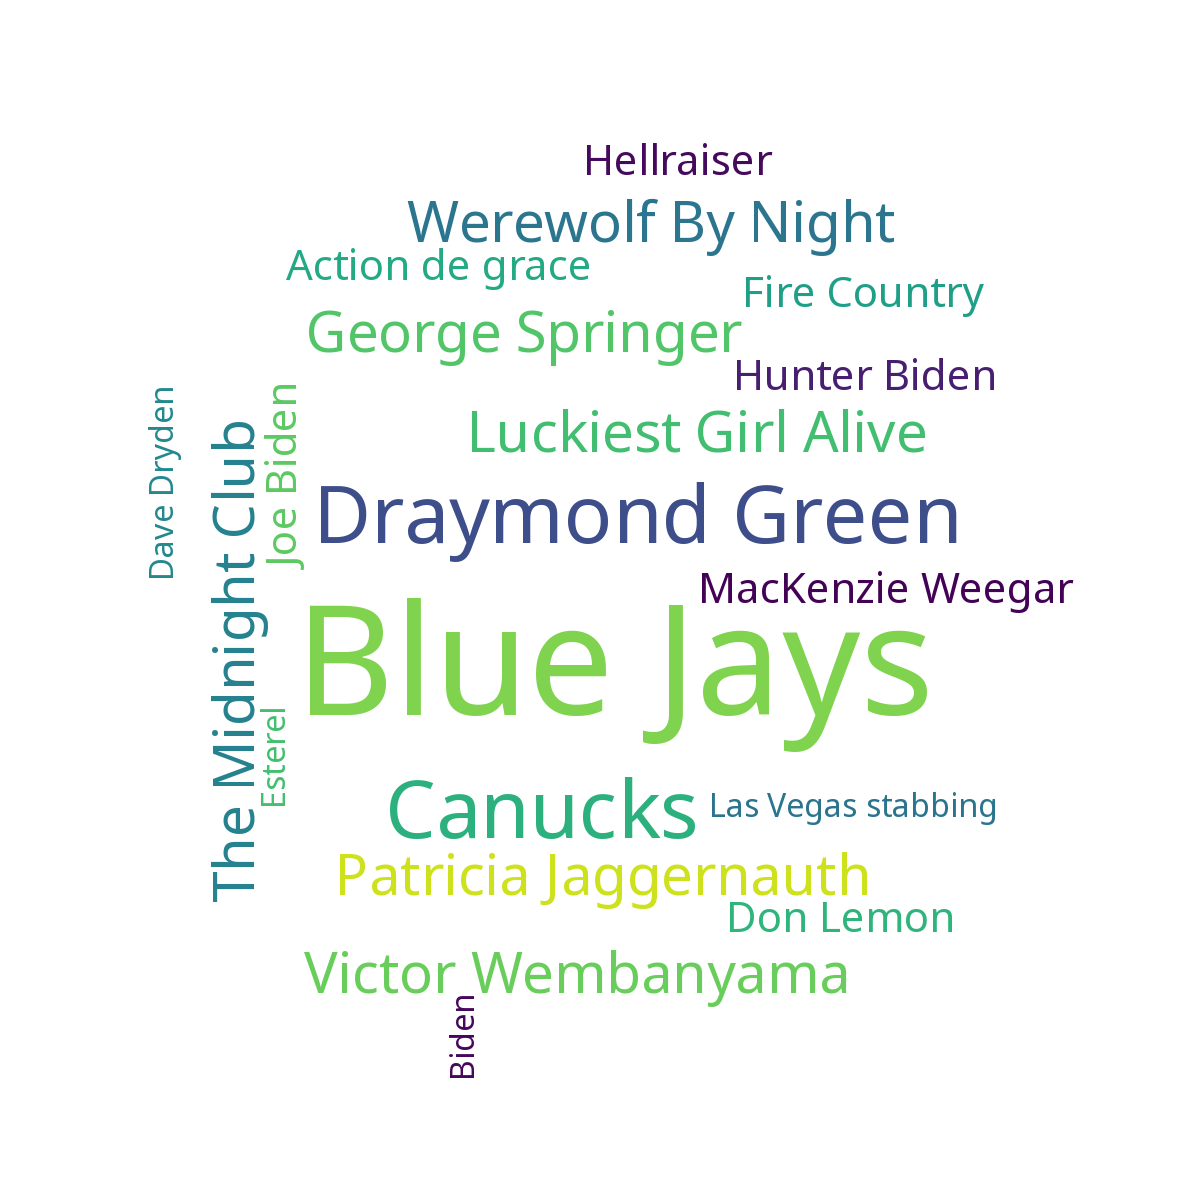 Hellraiser
Werewolf By Night
Action de grace
Fire Country
George Springer
Hunter Biden
Dave Dryden
The Midnight Club
Joe Biden
Luckiest Girl Alive
Draymond Green
MacKenzie Weegar
Blue Jays
Esterel
Canucks
Las Vegas stabbing
Patricia Jaggernauth
Don Lemon
Victor Wembanyama
Biden